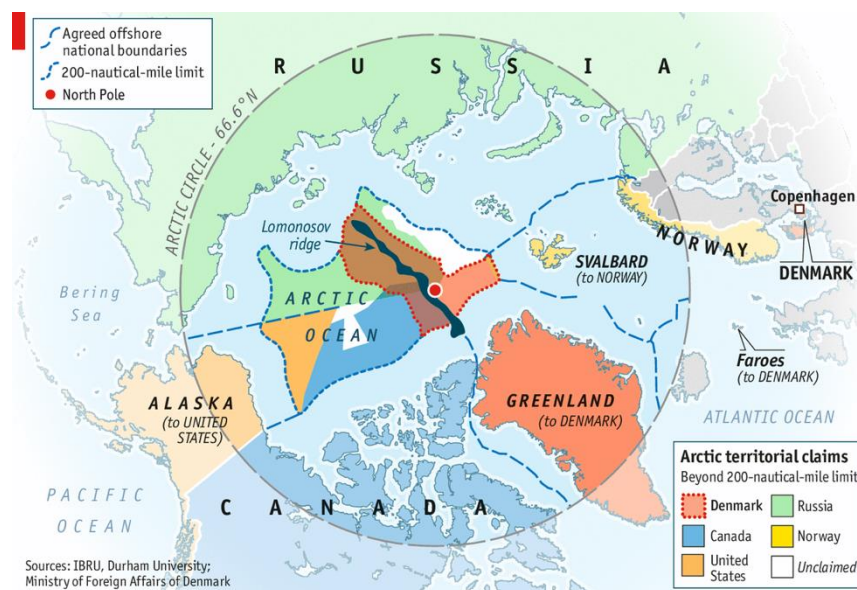 Agreed offshore
national boundaries
200-nautical-mile limit
North Pole
RUSSIA
ARCTIC CIRCLE - 66.6°N
Lomonosov
ridge
ARCTIC
OCEAN
Bering
Sea
SVALBARD
(to NORWAY)
NORWAY
Copenhagen
DENMARK
Faroes
(to DENMARK)
ATLANTIC OCEAN
ALASKA
(to UNITED
STATES)
GREENLAND
(to DENMARK)
PACIFIC
OCEAN
CANADA
Arctic territorial claims
Beyond 200-nautical-mile limit
Denmark
Russia
Canada
Norway
United
States
Unclaimed
Sources: IBRU, Durham University;
Ministry of Foreign Affairs of Denmark